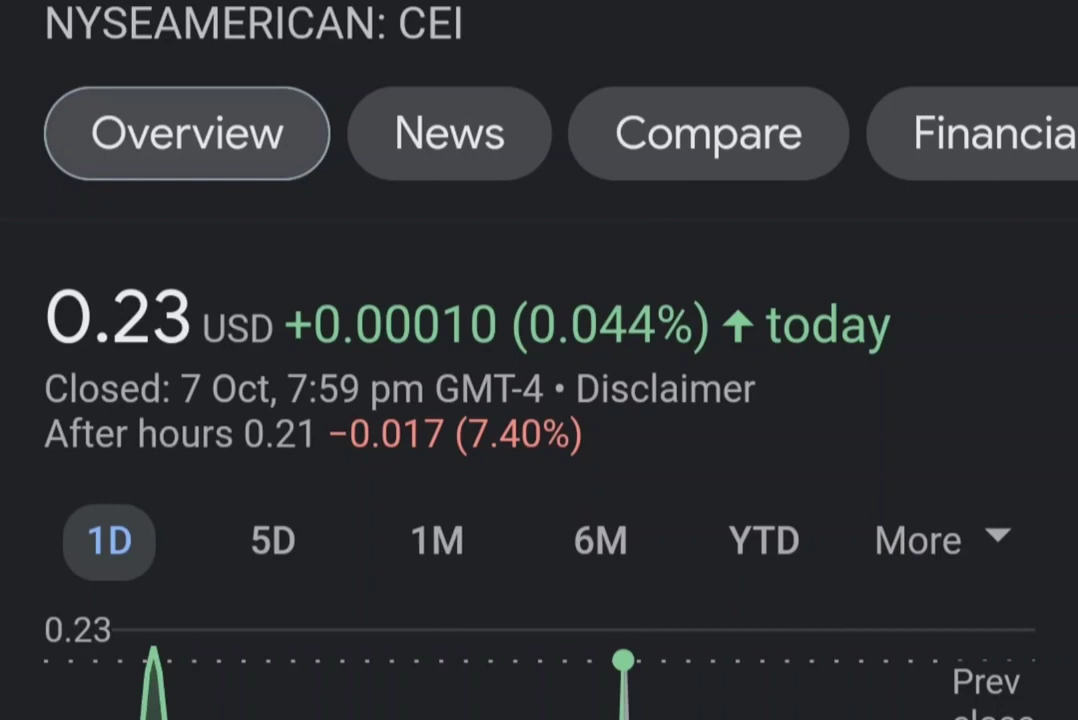 NYSEAMERICAN: CEI
Overview News Compare Financia
0.23 USD +0.00010 (0.044%) ↑ today
Closed: 7 Oct, 7:59 pm GMT-4 • Disclaimer
After hours 0.21 −0.017 (7.40%)
1D 5D 1M 6M YTD More
0.23
Prev
close